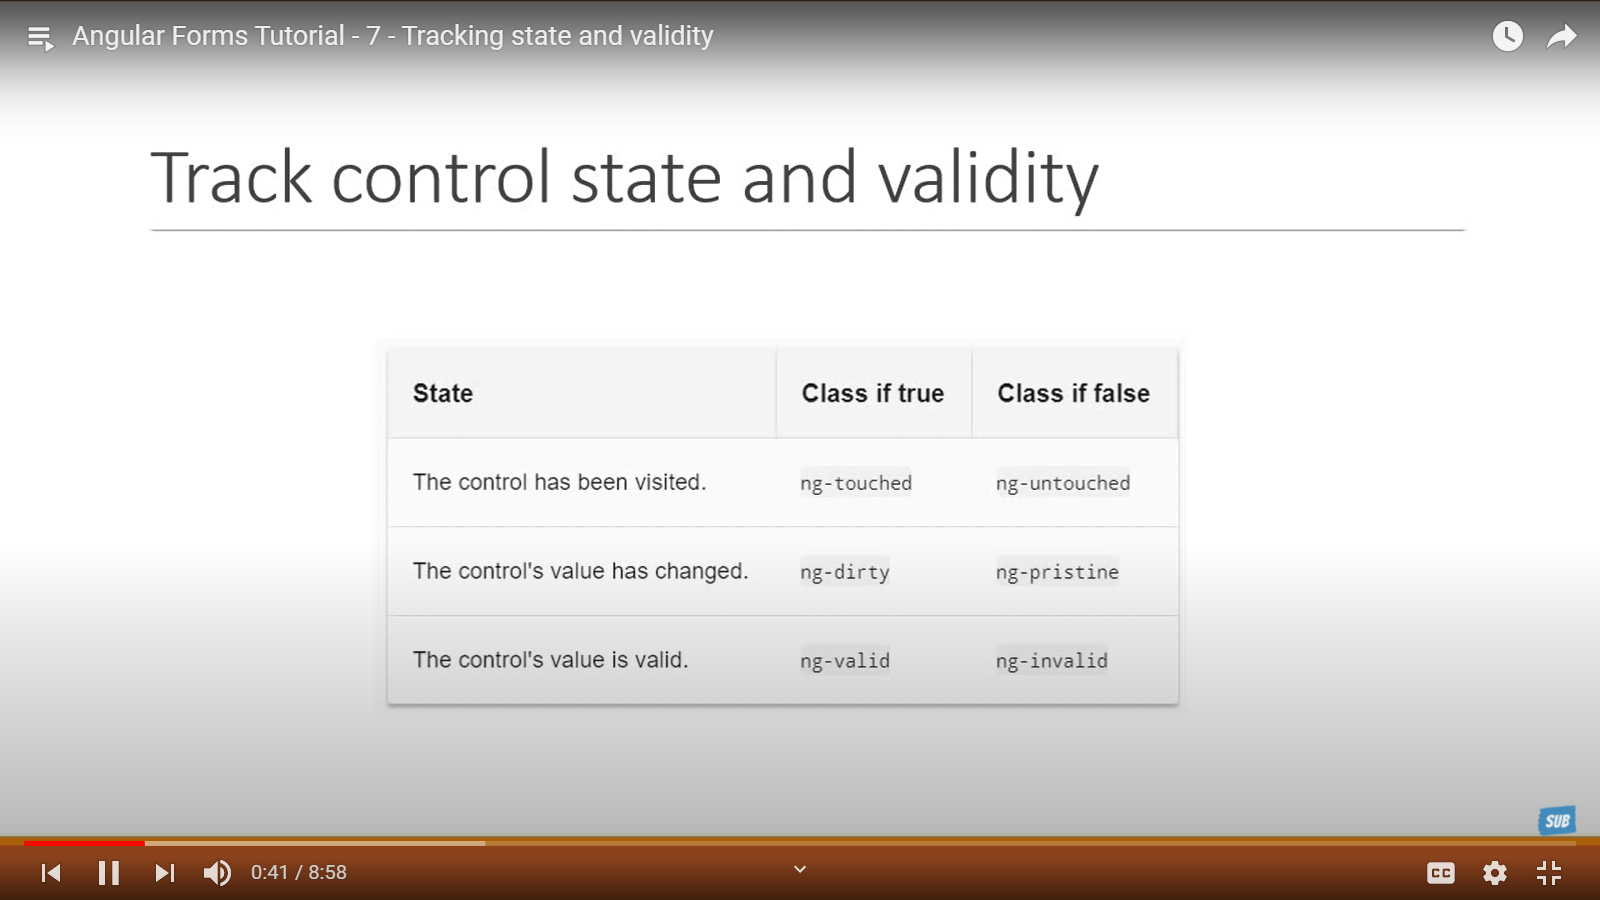 Angular Forms Tutorial - 7 - Tracking state and validity
Track control state and validity
State Class if true Class if false
The control has been visited. ng-touched ng-untouched
The control's value has changed. ng-dirty ng-pristine
The control's value is valid. ng-valid ng-invalid
SUB
0:41 / 8:58 CC